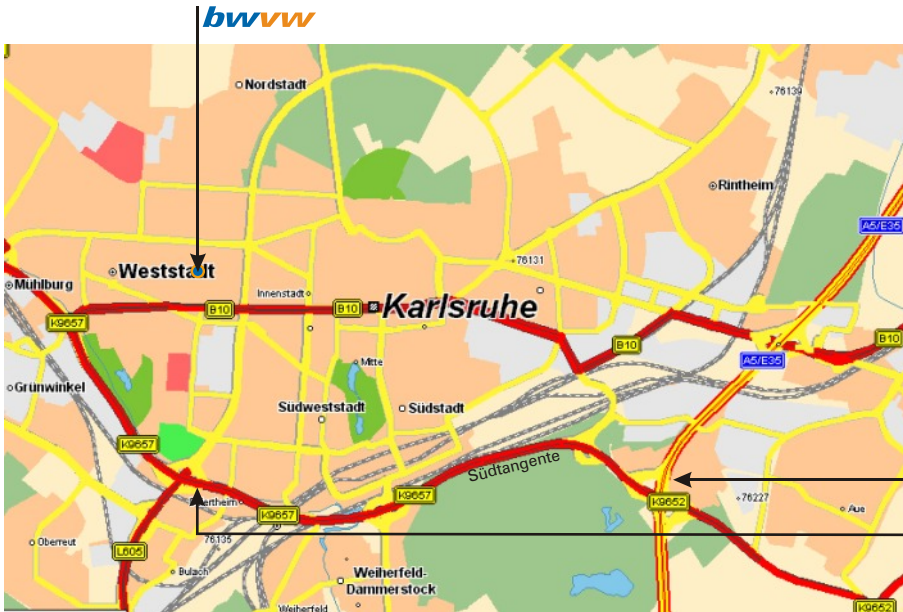 bwvw
Nordstadt
76139
Rintheim
A5/E35
Weststadt
76131
Mühlburg
Innenstadt
B10
B10
Karlsruhe
K9657
B10
B10
Mitte
A5/E35
Grünwinkel
Südweststadt
Südstadt
K9657
Südtangente
K9657
K9652
76227
Aue
K9657
76135
Oberreut
L605
Bulach
Weiherfeld-
Dammerstock
Weiherfeld
K9652